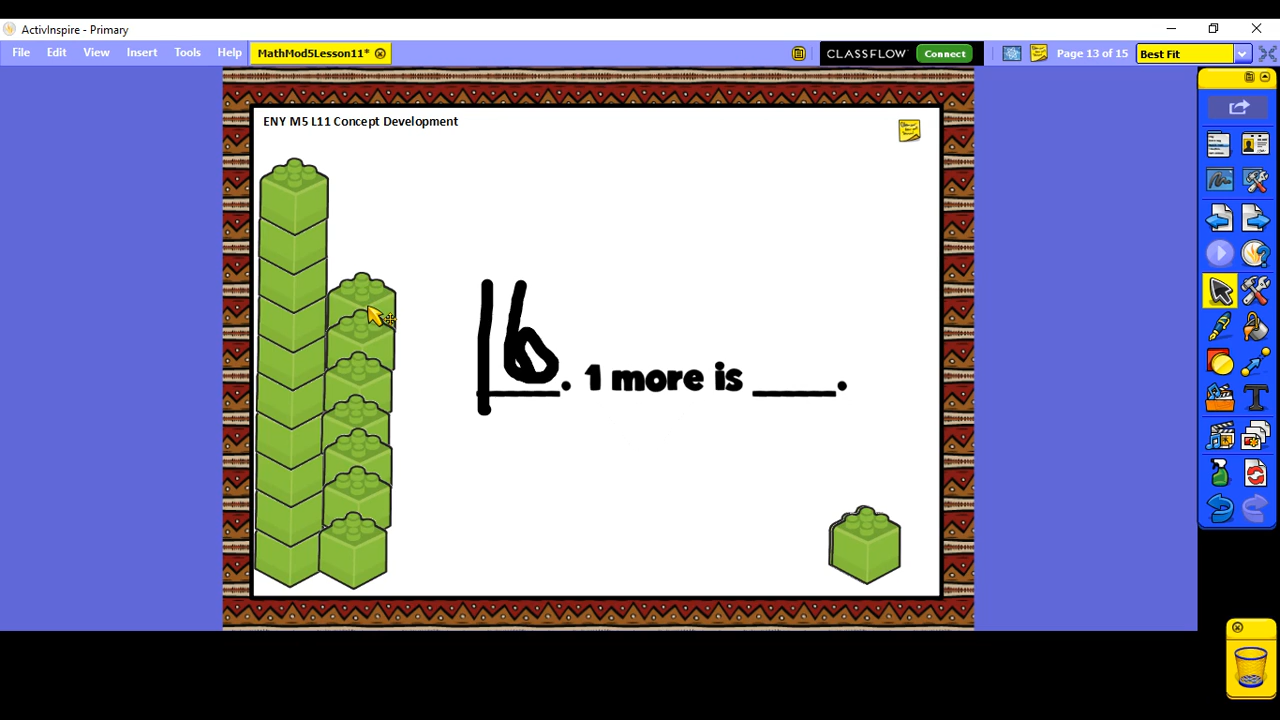 ActivInspire - Primary
File Edit View Insert Tools Help MathMod5Lesson11* CLASSFLOW Connect Page 13 of 15 Best Fit
ENY M5 L11 Concept Development
16. 1 more is ____.